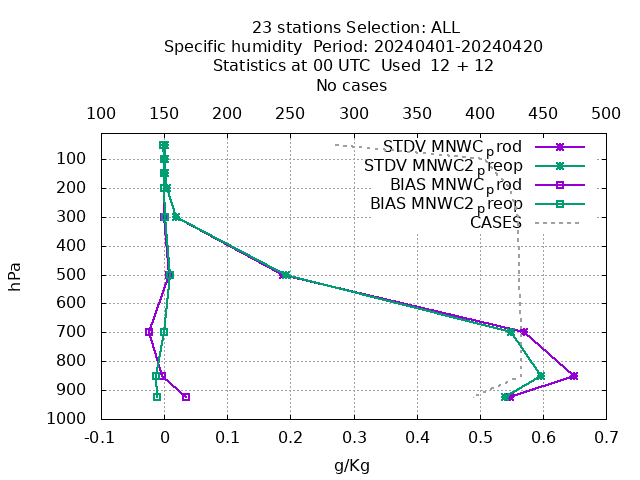 23 stations Selection: ALL
Specific humidity  Period: 20240401-20240420
Statistics at 00 UTC  Used  12 + 12
No cases
100 150 200 250 300 350 400 450 500
STDV MNWC_prod
STDV MNWC2_preop
BIAS MNWC_prod
BIAS MNWC2_preop
CASES
hPa
100
200
300
400
500
600
700
800
900
1000
-0.1 0 0.1 0.2 0.3 0.4 0.5 0.6 0.7
g/Kg